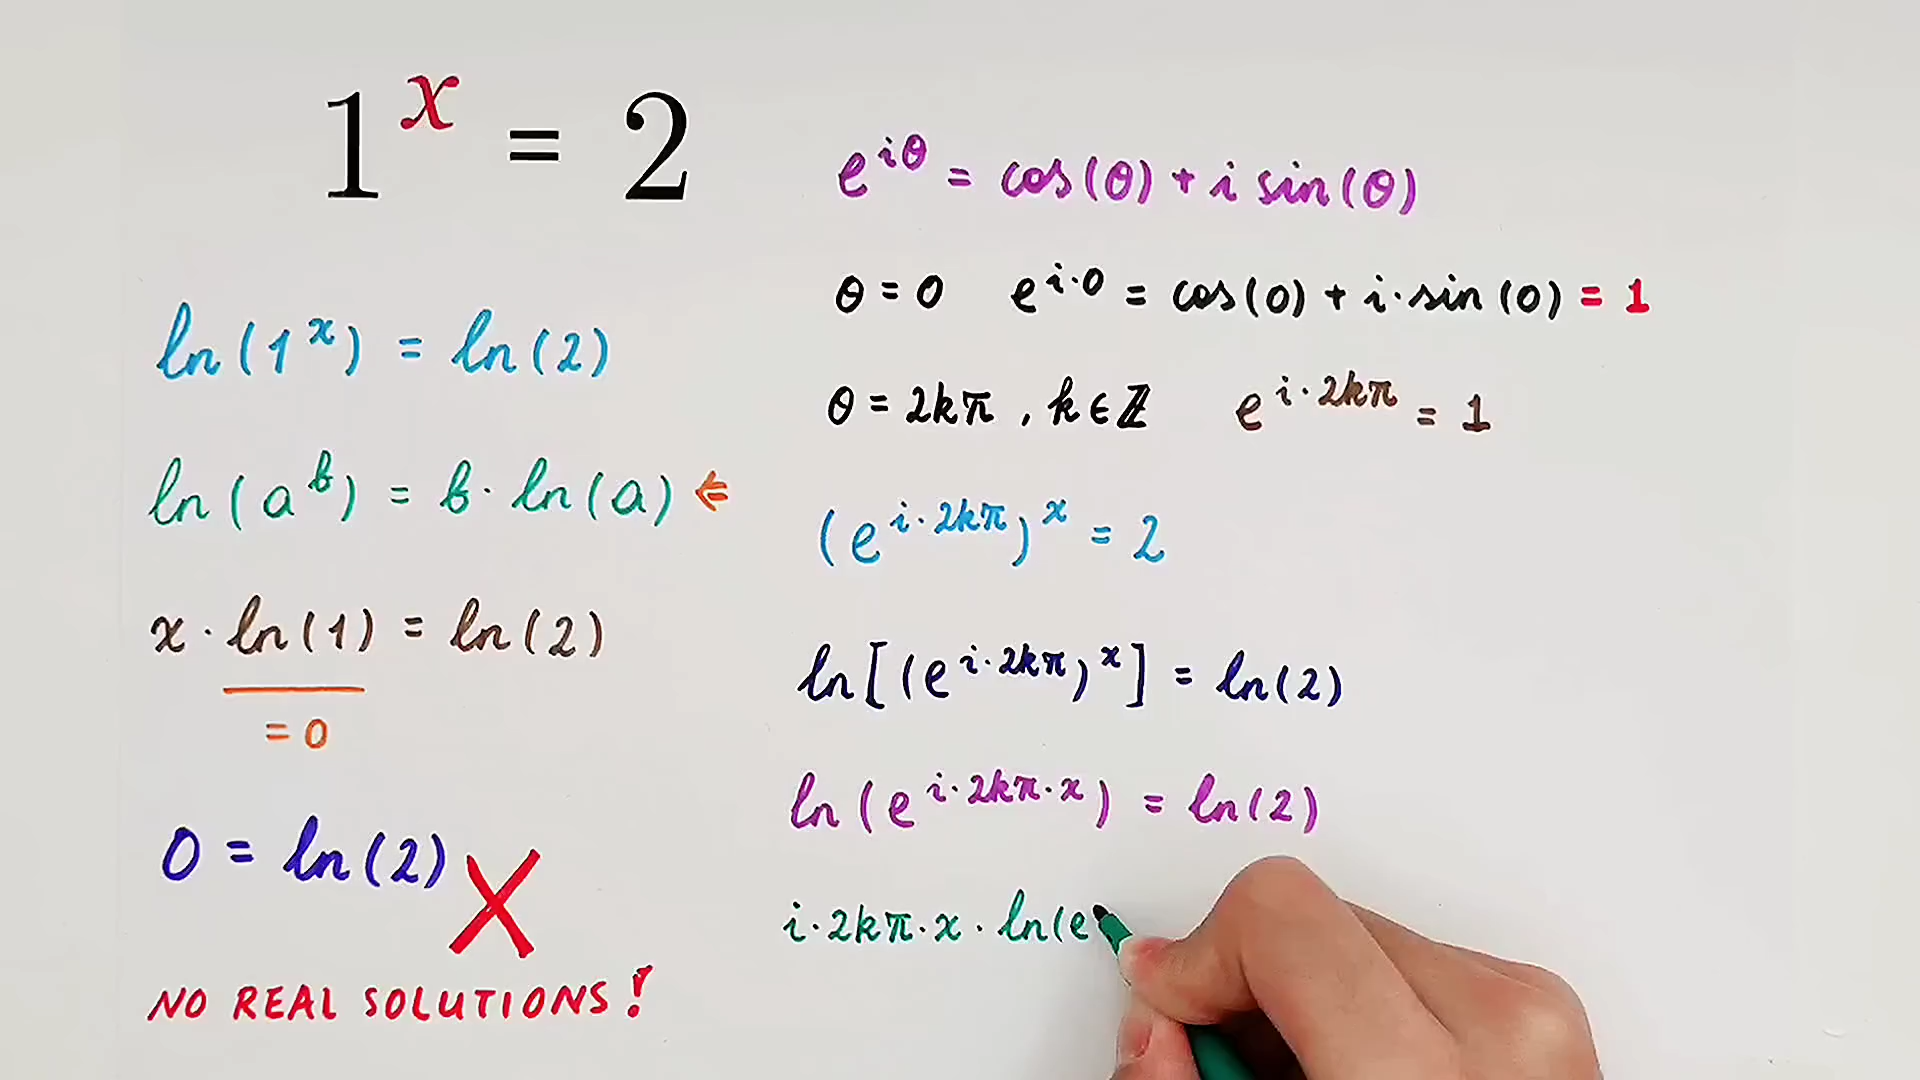 1^x = 2
ln(1^x) = ln(2)
ln(a^b) = b · ln(a) ←
x · ln(1) = ln(2)
= 0
0 = ln(2) X
NO REAL SOLUTIONS!
e^{iθ} = cos(θ) + i sin(θ)
θ = 0 e^{i·0} = cos(0) + i · sin(0) = 1
θ = 2kπ , k ∈ ℤ e^{i·2kπ} = 1
(e^{i·2kπ})^x = 2
ln[(e^{i·2kπ})^x] = ln(2)
ln(e^{i·2kπ·x}) = ln(2)
i·2kπ·x · ln(e